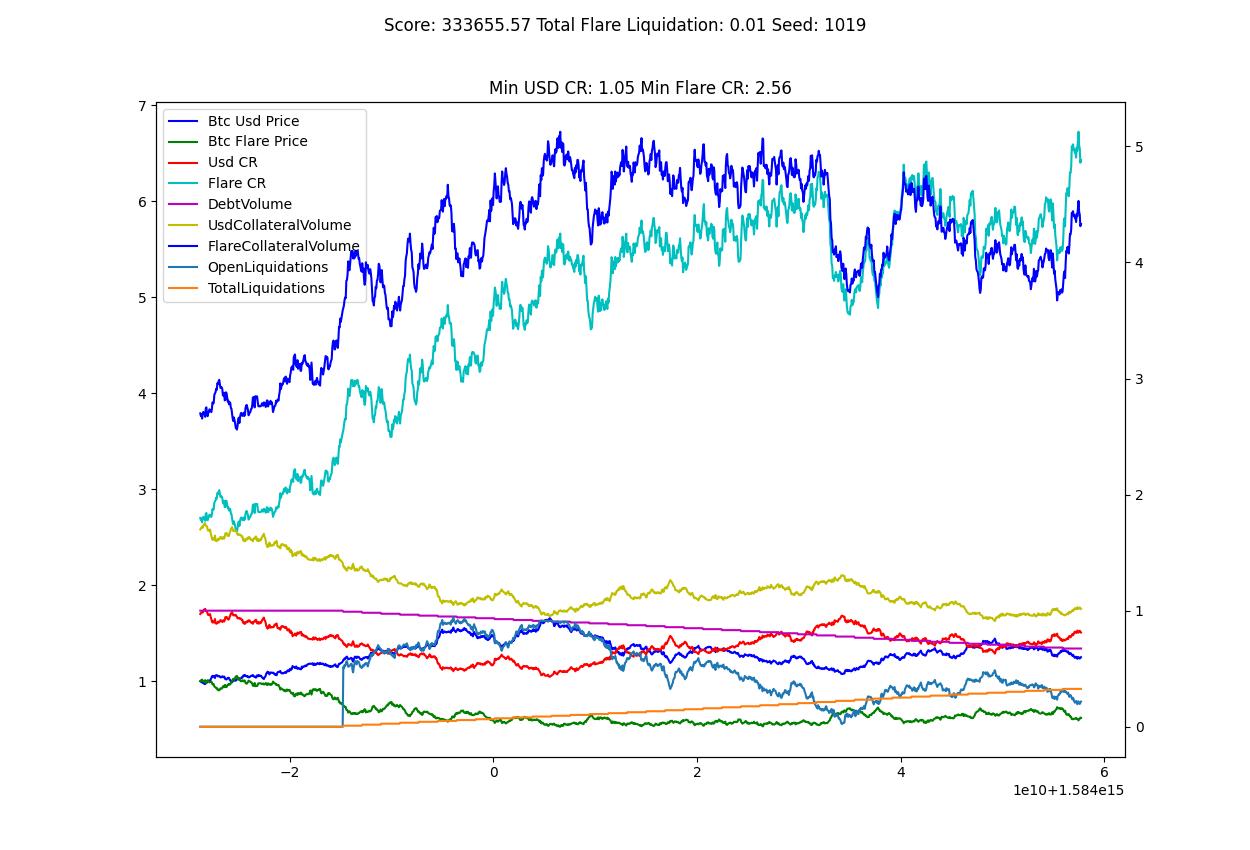 Score: 333655.57 Total Flare Liquidation: 0.01 Seed: 1019
Min USD CR: 1.05 Min Flare CR: 2.56
Btc Usd Price
Btc Flare Price
Usd CR
Flare CR
DebtVolume
UsdCollateralVolume
FlareCollateralVolume
OpenLiquidations
TotalLiquidations
7
6
5
4
3
2
1
5
4
3
2
1
0
−2
0
2
4
6
1e10+1.584e15